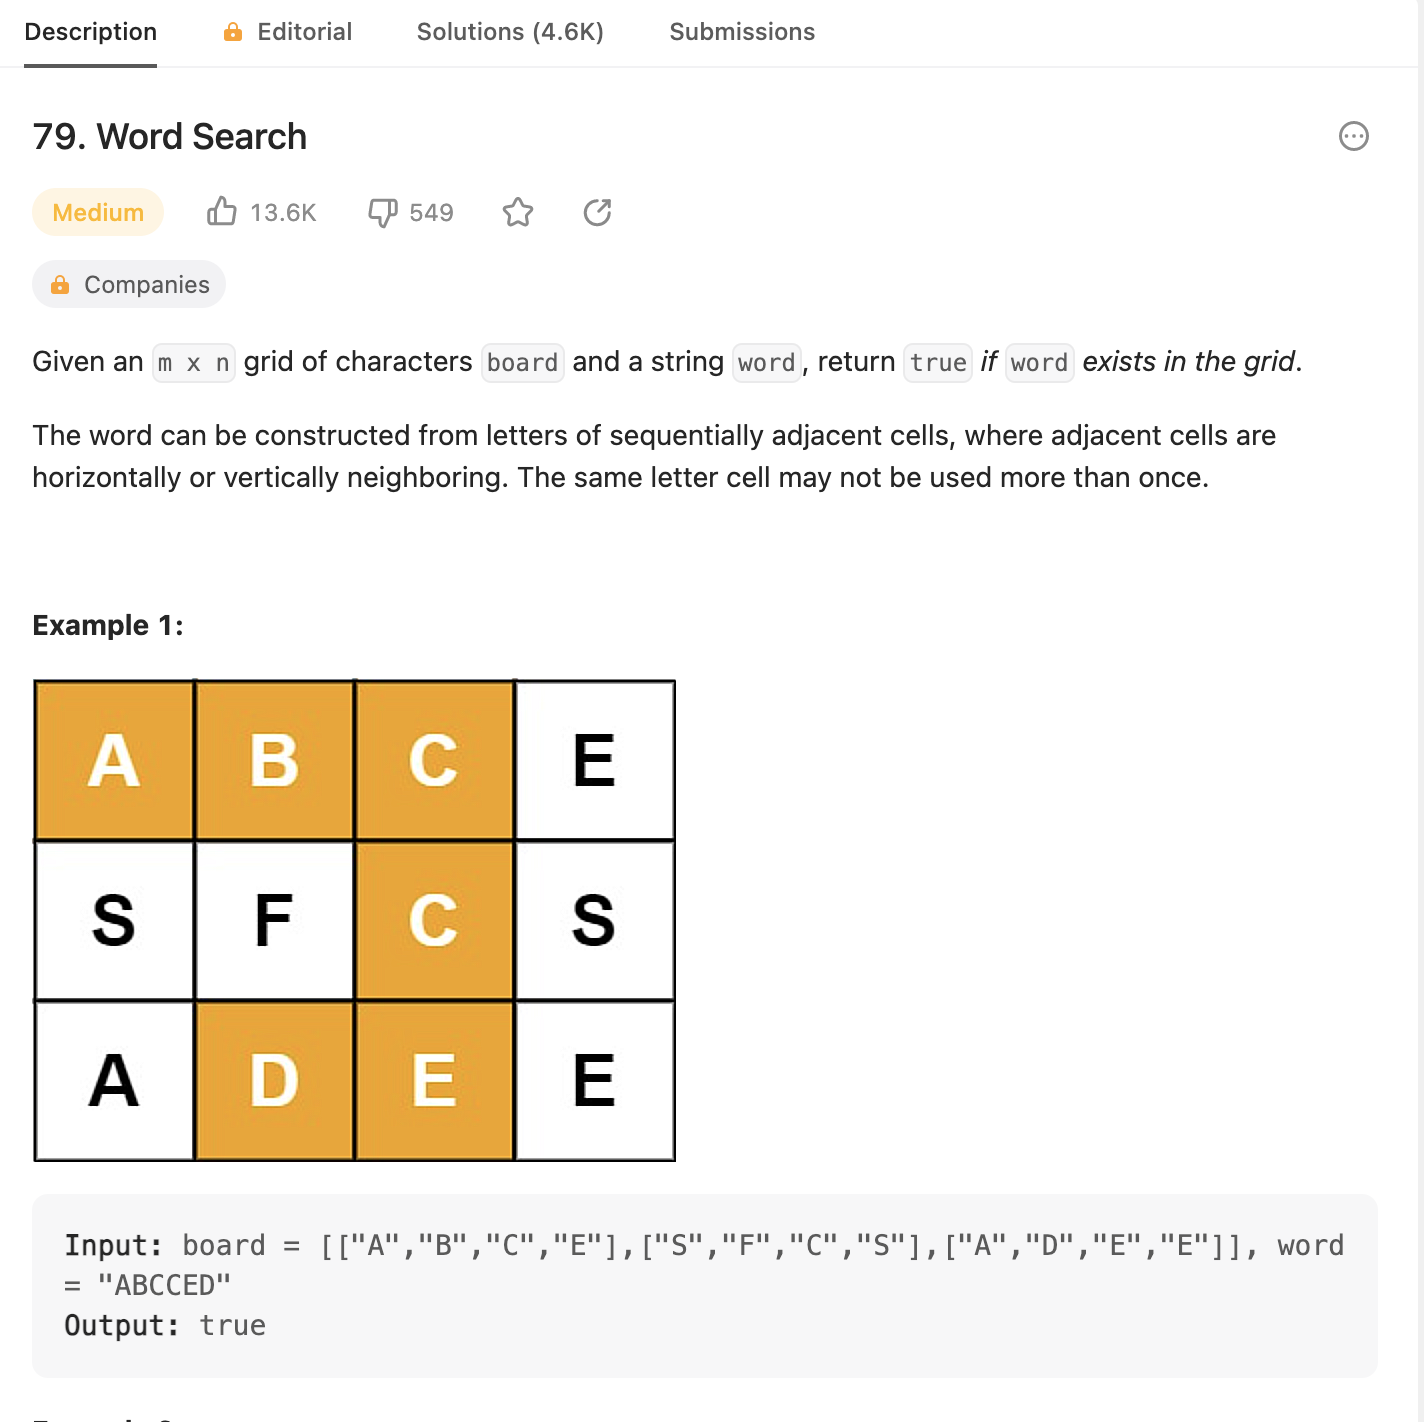 Description Editorial Solutions (4.6K) Submissions
79. Word Search
Medium 13.6K 549
Companies
Given an m x n grid of characters board and a string word, return true if word exists in the grid.
The word can be constructed from letters of sequentially adjacent cells, where adjacent cells are
horizontally or vertically neighboring. The same letter cell may not be used more than once.
Example 1:
A B C E
S F C S
A D E E
Input: board = [["A","B","C","E"],["S","F","C","S"],["A","D","E","E"]], word
= "ABCCED"
Output: true